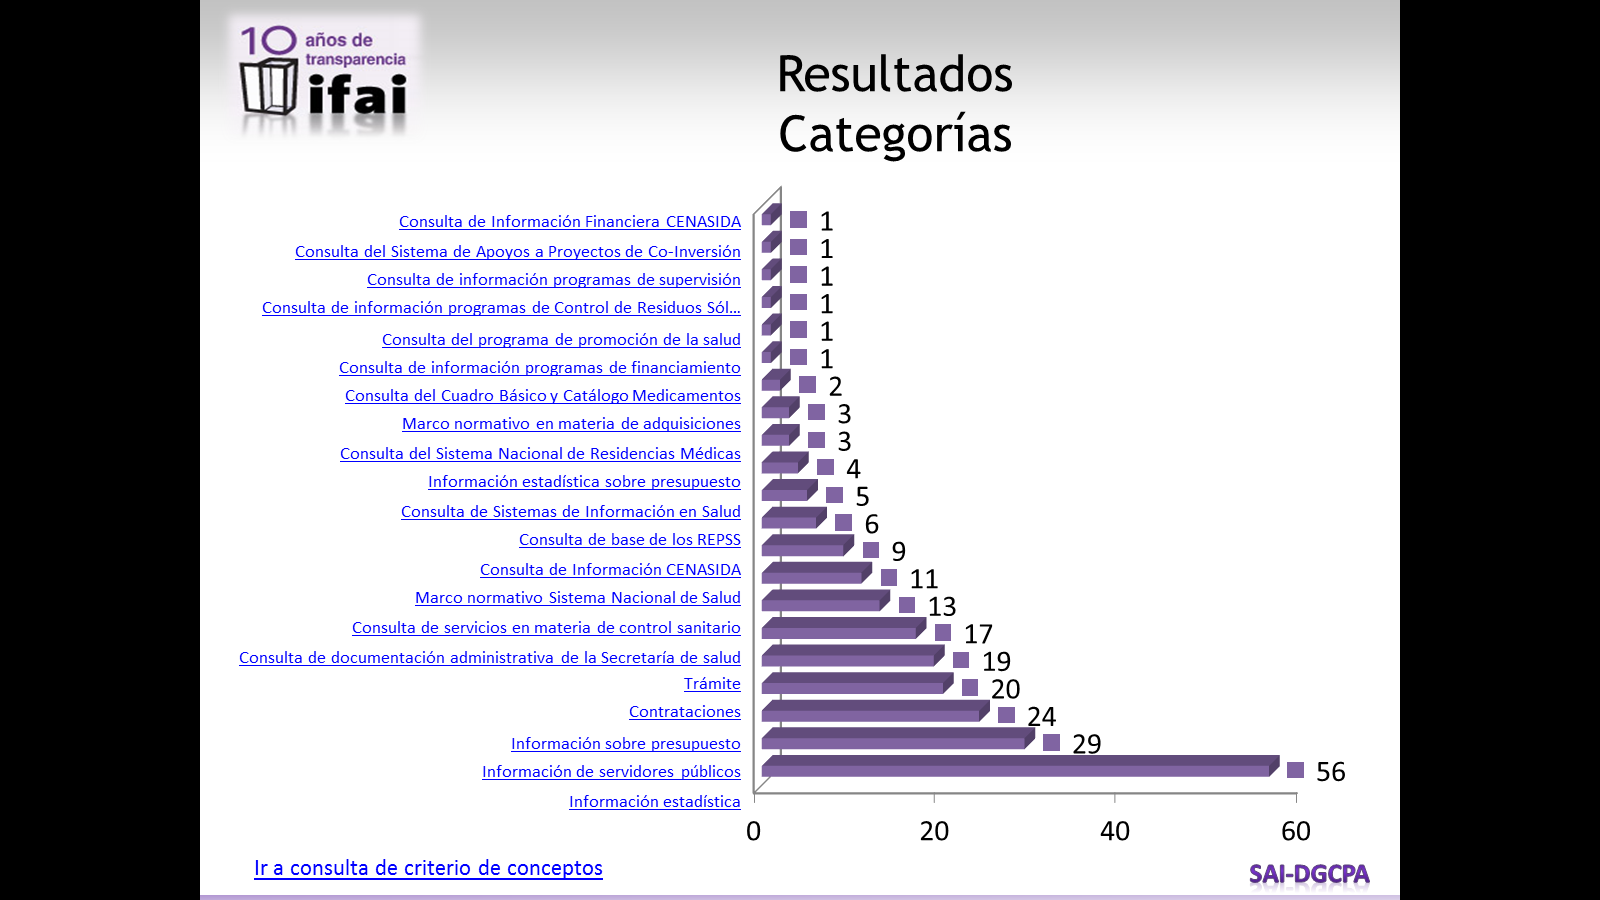 10 años de
transparencia
ifai
Resultados
Categorías
Consulta de Información Financiera CENASIDA
Consulta del Sistema de Apoyos a Proyectos de Co-Inversión
Consulta de información programas de supervisión
Consulta de información programas de Control de Residuos Sól...
Consulta del programa de promoción de la salud
Consulta de información programas de financiamiento
Consulta del Cuadro Básico y Catálogo Medicamentos
Marco normativo en materia de adquisiciones
Consulta del Sistema Nacional de Residencias Médicas
Información estadística sobre presupuesto
Consulta de Sistemas de Información en Salud
Consulta de base de los REPSS
Consulta de Información CENASIDA
Marco normativo Sistema Nacional de Salud
Consulta de servicios en materia de control sanitario
Consulta de documentación administrativa de la Secretaría de salud
Trámite
Contrataciones
Información sobre presupuesto
Información de servidores públicos
Información estadística
1
1
1
1
1
1
2
3
3
4
5
6
9
11
13
17
19
20
24
29
56
0 20 40 60
Ir a consulta de criterio de conceptos
SAI-DGCPA